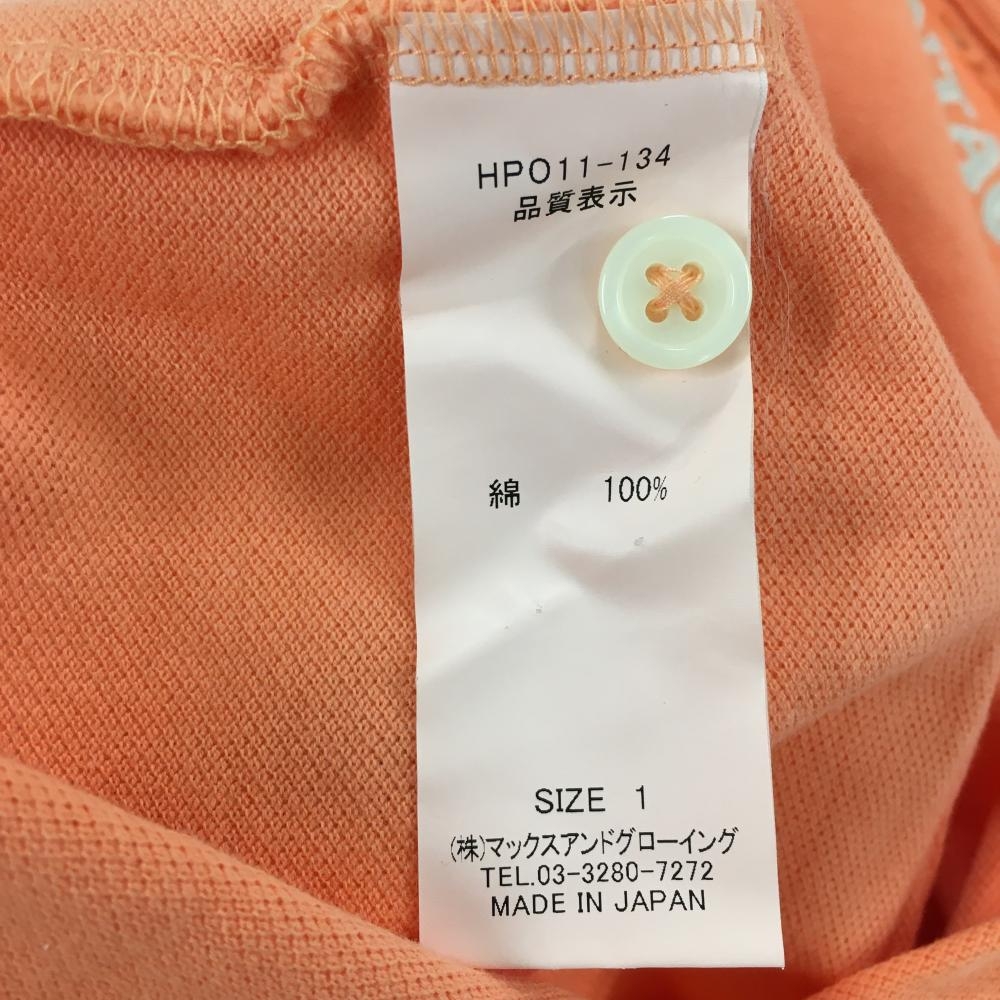 HPO11-134
品質表示
綿 100%
SIZE 1
(株)マックスアンドグローイング
TEL.03-3280-7272
MADE IN JAPAN